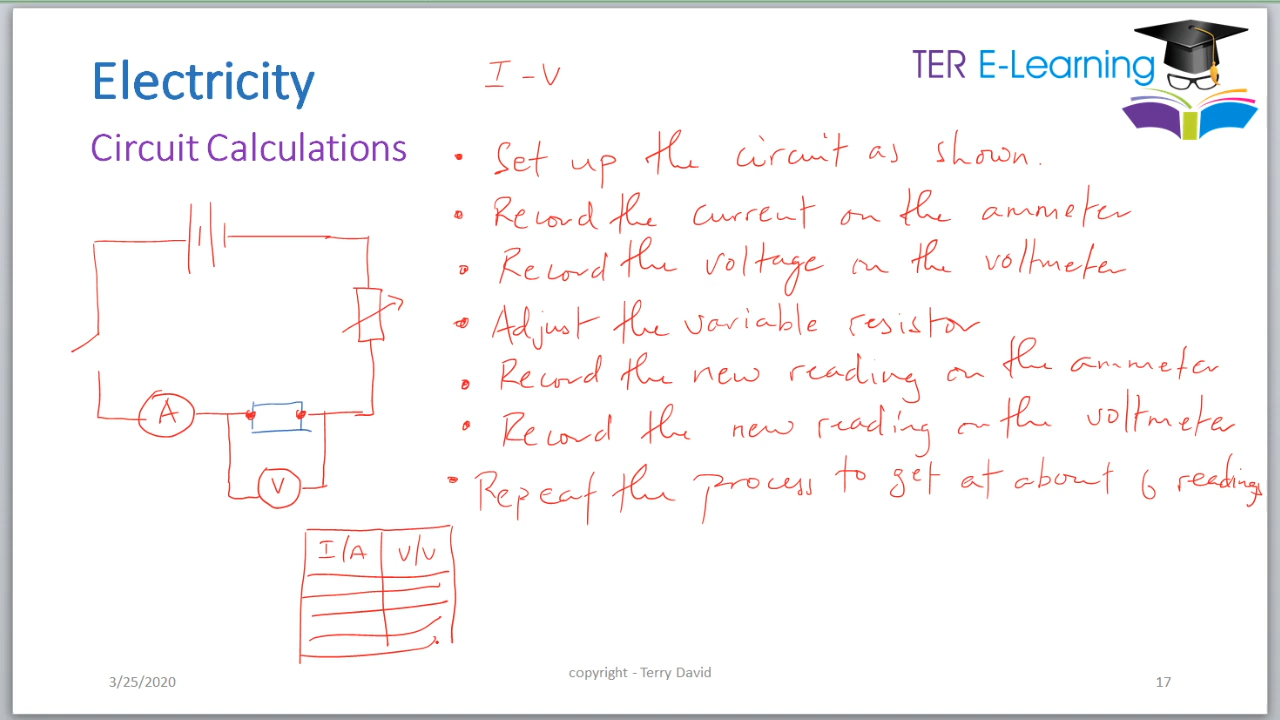 Electricity
Circuit Calculations
I - V
TER E-Learning
• Set up the circuit as shown.
• Record the current on the ammeter
• Record the voltage on the voltmeter
• Adjust the variable resistor
• Record the new reading on the ammeter
• Record the new reading on the voltmeter
• Repeat the process to get at about 6 readings
A
V
I/A V/V
3/25/2020
copyright - Terry David
17